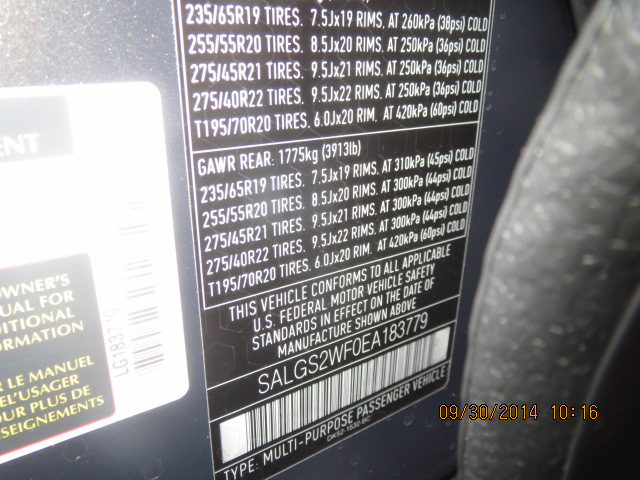 235/65R19 TIRES. 7.5Jx19 RIMS. AT 260kPa (38psi) COLD
255/55R20 TIRES. 8.5Jx20 RIMS. AT 250kPa (36psi) COLD
275/45R21 TIRES. 9.5Jx21 RIMS. AT 250kPa (36psi) COLD
275/40R22 TIRES. 9.5Jx22 RIMS. AT 250kPa (36psi) COLD
T195/70R20 TIRES. 6.0Jx20 RIM. AT 420kPa (60psi) COLD
GAWR REAR: 1775kg (3913lb)
235/65R19 TIRES. 7.5Jx19 RIMS. AT 310kPa (45psi) COLD
255/55R20 TIRES. 8.5Jx20 RIMS. AT 300kPa (44psi) COLD
275/45R21 TIRES. 9.5Jx21 RIMS. AT 300kPa (44psi) COLD
275/40R22 TIRES. 9.5Jx22 RIMS. AT 300kPa (44psi) COLD
T195/70R20 TIRES. 6.0Jx20 RIM. AT 420kPa (60psi) COLD
THIS VEHICLE CONFORMS TO ALL APPLICABLE
U.S. FEDERAL MOTOR VEHICLE SAFETY
STANDARDS IN EFFECT ON THE DATE OF
MANUFACTURE SHOWN ABOVE
SALGS2WF0EA183779
TYPE: MULTI-PURPOSE PASSENGER VEHICLE
DK52-1532-BC
ENT
OWNER'S
UAL FOR
DITIONAL
ORMATION
R LE MANUEL
EL'USAGER
OUR PLUS DE
SEIGNEMENTS
LG183779
09/30/2014 10:16